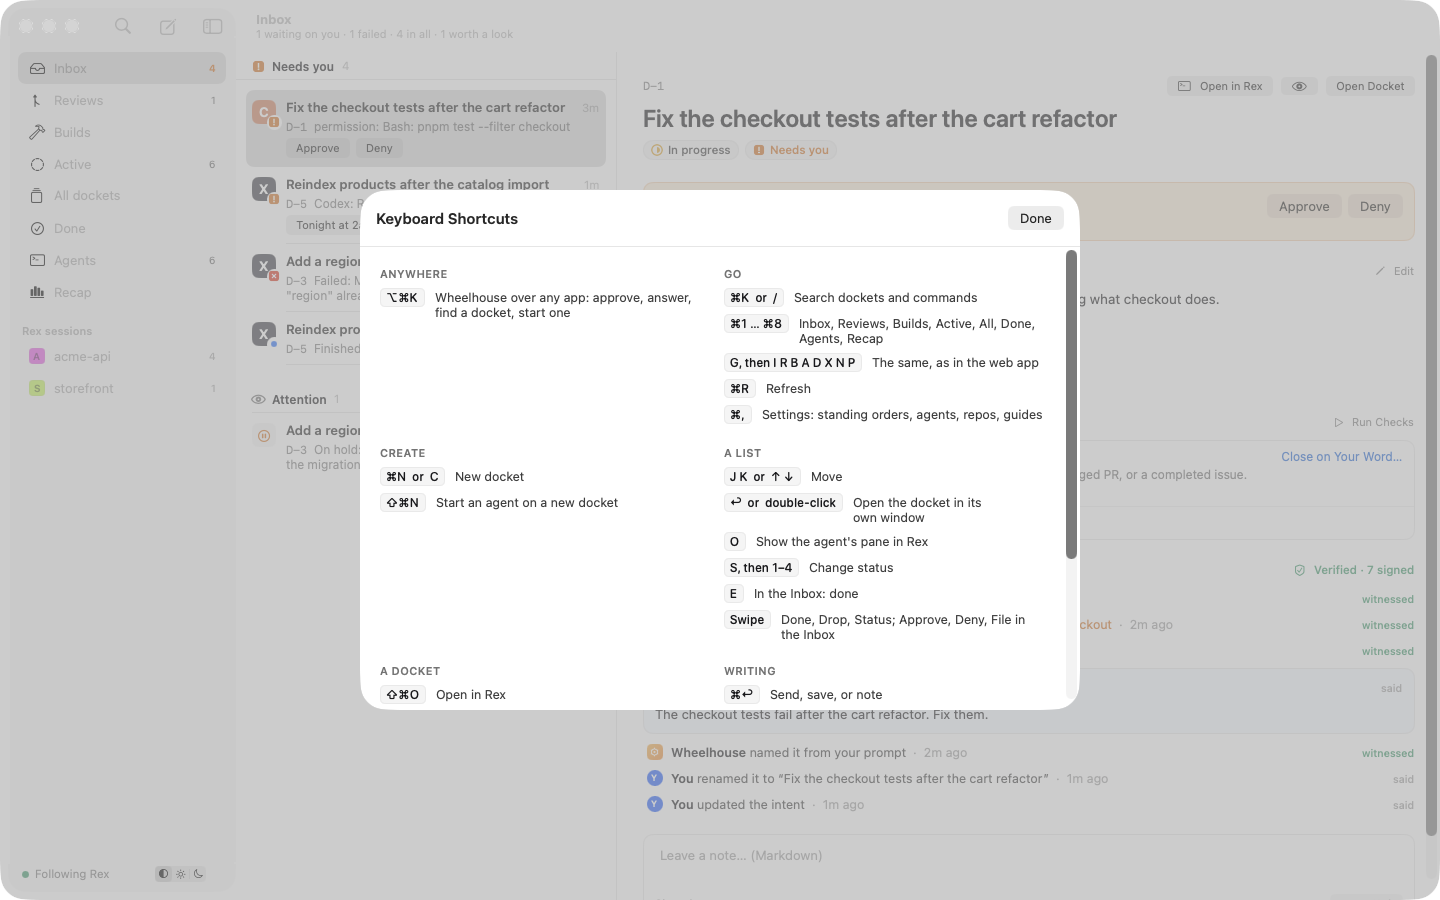 Inbox
1 waiting on you · 1 failed · 4 in all · 1 worth a look
Inbox 4
Reviews 1
Builds
Active 6
All dockets
Done
Agents 6
Recap
Rex sessions
A acme-api 4
S storefront 1
Following Rex
Needs you 4
C Fix the checkout tests after the cart refactor 3m
D–1 permission: Bash: pnpm test --filter checkout
Approve Deny
X Reindex products after the catalog import 1m
D–5 Codex:
Tonight at 2
X Add a region
D–3 Failed:
"region"
X Reindex
D–5 Finished
Attention 1
Add a region
D–3 On hold:
the migration
D–1
Open in Rex
Open Docket
Fix the checkout tests after the cart refactor
In progress
Needs you
Approve Deny
Edit
what checkout does.
Run Checks
Close on Your Word...
PR, or a completed issue.
Verified · 7 signed
witnessed
· 2m ago witnessed
witnessed
said
The checkout tests fail after the cart refactor. Fix them.
Wheelhouse named it from your prompt · 2m ago witnessed
Y You renamed it to “Fix the checkout tests after the cart refactor” · 1m ago said
Y You updated the intent · 1m ago said
Leave a note... (Markdown)
Keyboard Shortcuts
Done
ANYWHERE
⌥⌘K Wheelhouse over any app: approve, answer,
find a docket, start one
GO
⌘K or / Search dockets and commands
⌘1 ... ⌘8 Inbox, Reviews, Builds, Active, All, Done,
Agents, Recap
G, then I R B A D X N P The same, as in the web app
⌘R Refresh
⌘, Settings: standing orders, agents, repos, guides
CREATE
⌘N or C New docket
⇧⌘N Start an agent on a new docket
A LIST
J K or ↑ ↓ Move
↩ or double-click Open the docket in its
own window
O Show the agent's pane in Rex
S, then 1–4 Change status
E In the Inbox: done
Swipe Done, Drop, Status; Approve, Deny, File in
the Inbox
A DOCKET
⇧⌘O Open in Rex
WRITING
⌘↩ Send, save, or note